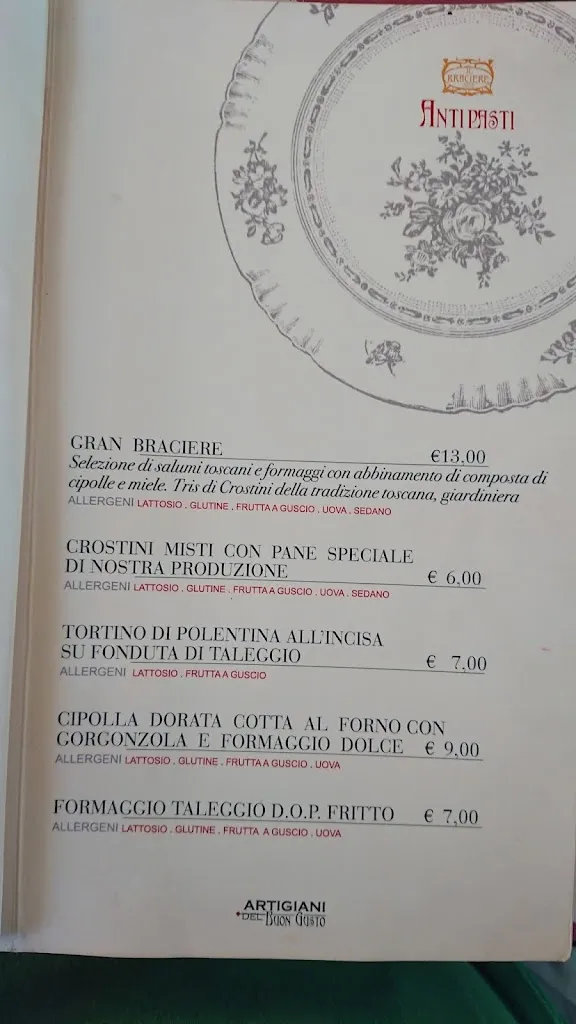 IL
BRACIERE
ANTIPASTI
GRAN BRACIERE €13,00
Selezione di salumi toscani e formaggi con abbinamento di composta di
cipolle e miele. Tris di Crostini della tradizione toscana, giardiniera
ALLERGENI LATTOSIO . GLUTINE . FRUTTA A GUSCIO . UOVA . SEDANO
CROSTINI MISTI CON PANE SPECIALE
DI NOSTRA PRODUZIONE € 6,00
ALLERGENI LATTOSIO . GLUTINE . FRUTTA A GUSCIO . UOVA . SEDANO
TORTINO DI POLENTINA ALL'INCISA
SU FONDUTA DI TALEGGIO € 7,00
ALLERGENI LATTOSIO . FRUTTA A GUSCIO
CIPOLLA DORATA COTTA AL FORNO CON
GORGONZOLA E FORMAGGIO DOLCE € 9,00
ALLERGENI LATTOSIO . GLUTINE . FRUTTA A GUSCIO . UOVA
FORMAGGIO TALEGGIO D.O.P. FRITTO € 7,00
ALLERGENI LATTOSIO . GLUTINE . FRUTTA A GUSCIO . UOVA
ARTIGIANI
DEL BUON GUSTO